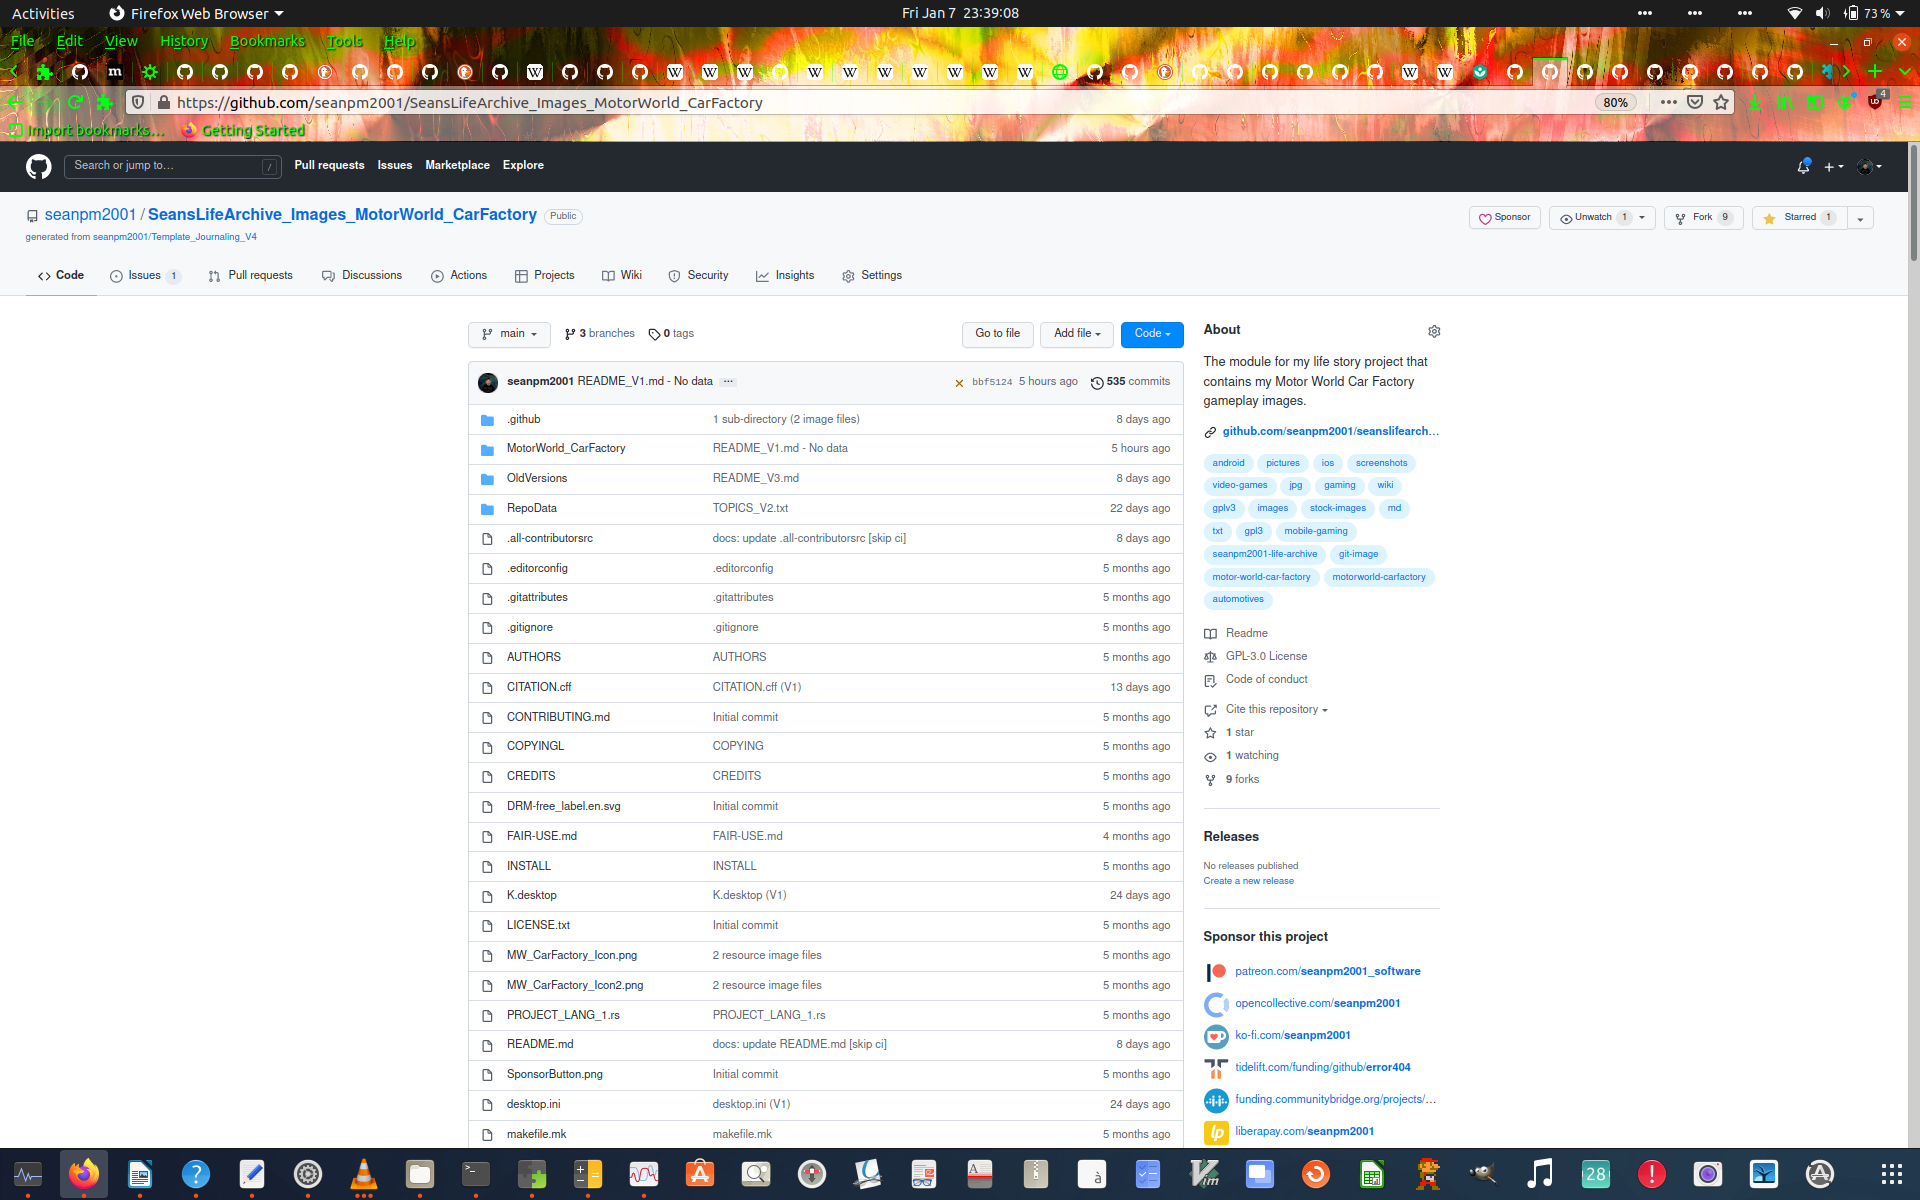 Activities Firefox Web Browser Fri Jan 7 23:39:08 73 %
File Edit View History Bookmarks Tools Help
https://github.com/seanpm2001/SeansLifeArchive_Images_MotorWorld_CarFactory 80% 4
Import bookmarks... Getting Started
Search or jump to... / Pull requests Issues Marketplace Explore
seanpm2001 / SeansLifeArchive_Images_MotorWorld_CarFactory Public Sponsor Unwatch 1 Fork 9 Starred 1
generated from seanpm2001/Template_Journaling_V4
Code Issues 1 Pull requests Discussions Actions Projects Wiki Security Insights Settings
main 3 branches 0 tags Go to file Add file Code
seanpm2001 README_V1.md - No data ... bbf5124 5 hours ago 535 commits
.github 1 sub-directory (2 image files) 8 days ago
MotorWorld_CarFactory README_V1.md - No data 5 hours ago
OldVersions README_V3.md 8 days ago
RepoData TOPICS_V2.txt 22 days ago
.all-contributorsrc docs: update .all-contributorsrc [skip ci] 8 days ago
.editorconfig .editorconfig 5 months ago
.gitattributes .gitattributes 5 months ago
.gitignore .gitignore 5 months ago
AUTHORS AUTHORS 5 months ago
CITATION.cff CITATION.cff (V1) 13 days ago
CONTRIBUTING.md Initial commit 5 months ago
COPYINGL COPYING 5 months ago
CREDITS CREDITS 5 months ago
DRM-free_label.en.svg Initial commit 5 months ago
FAIR-USE.md FAIR-USE.md 4 months ago
INSTALL INSTALL 5 months ago
K.desktop K.desktop (V1) 24 days ago
LICENSE.txt Initial commit 5 months ago
MW_CarFactory_Icon.png 2 resource image files 5 months ago
MW_CarFactory_Icon2.png 2 resource image files 5 months ago
PROJECT_LANG_1.rs PROJECT_LANG_1.rs 5 months ago
README.md docs: update README.md [skip ci] 8 days ago
SponsorButton.png Initial commit 5 months ago
desktop.ini desktop.ini (V1) 24 days ago
makefile.mk makefile.mk 5 months ago
About
The module for my life story project that
contains my Motor World Car Factory
gameplay images.
github.com/seanpm2001/seanslifearch...
android pictures ios screenshots
video-games jpg gaming wiki
gplv3 images stock-images md
txt gpl3 mobile-gaming
seanpm2001-life-archive git-image
motor-world-car-factory motorworld-carfactory
automotives
Readme
GPL-3.0 License
Code of conduct
Cite this repository
1 star
1 watching
9 forks
Releases
No releases published
Create a new release
Sponsor this project
patreon.com/seanpm2001_software
opencollective.com/seanpm2001
ko-fi.com/seanpm2001
tidelift.com/funding/github/error404
funding.communitybridge.org/projects/...
liberapay.com/seanpm2001
28